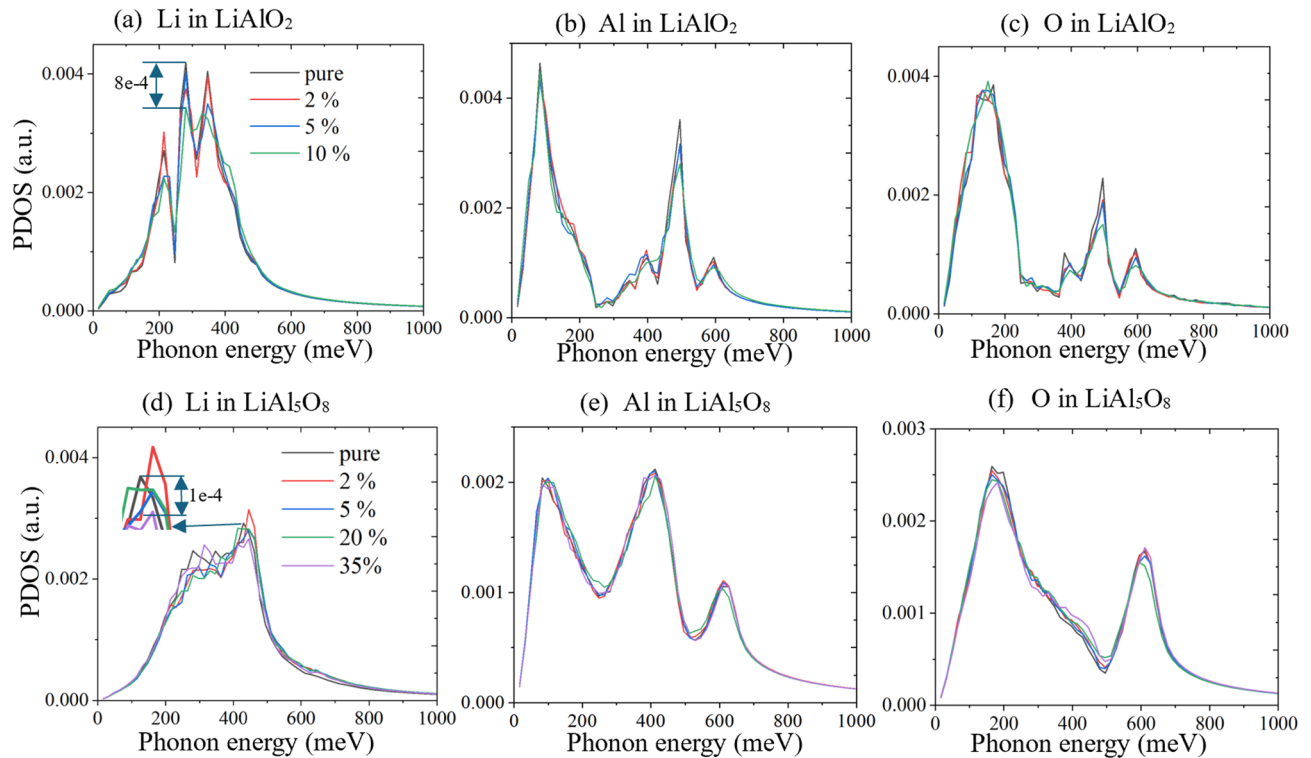 (a) Li in LiAlO₂
(b) Al in LiAlO₂
(c) O in LiAlO₂
PDOS (a.u.)
0.004
0.002
0.000
8e-4
pure
2 %
5 %
10 %
0 200 400 600 800 1000
Phonon energy (meV)
0.004
0.002
0.000
0 200 400 600 800 1000
Phonon energy (meV)
0.004
0.002
0.000
0 200 400 600 800 1000
Phonon energy (meV)
(d) Li in LiAl₅O₈
(e) Al in LiAl₅O₈
(f) O in LiAl₅O₈
PDOS (a.u.)
0.004
0.002
0.000
1e-4
pure
2 %
5 %
20 %
35%
0 200 400 600 800 1000
Phonon energy (meV)
0.002
0.001
0.000
0 200 400 600 800 1000
Phonon energy (meV)
0.003
0.002
0.001
0.000
0 200 400 600 800 1000
Phonon energy (meV)